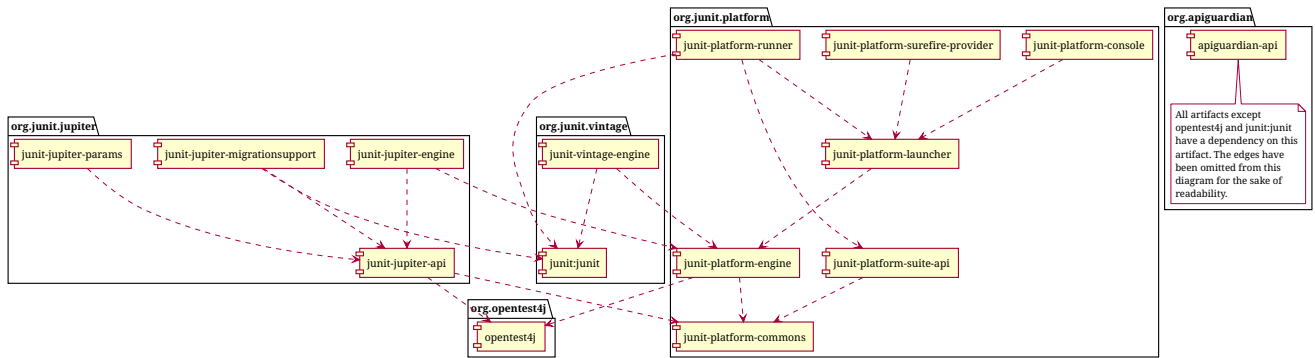 org.junit.platform
org.apiguardian
junit-platform-runner
junit-platform-surefire-provider
junit-platform-console
apiguardian-api
All artifacts except
opentest4j and junit:junit
have a dependency on this
artifact. The edges have
been omitted from this
diagram for the sake of
readability.
org.junit.jupiter
org.junit.vintage
junit-jupiter-params
junit-jupiter-migrationsupport
junit-jupiter-engine
junit-vintage-engine
junit-platform-launcher
junit-jupiter-api
junit:junit
junit-platform-engine
junit-platform-suite-api
org.opentest4j
opentest4j
junit-platform-commons